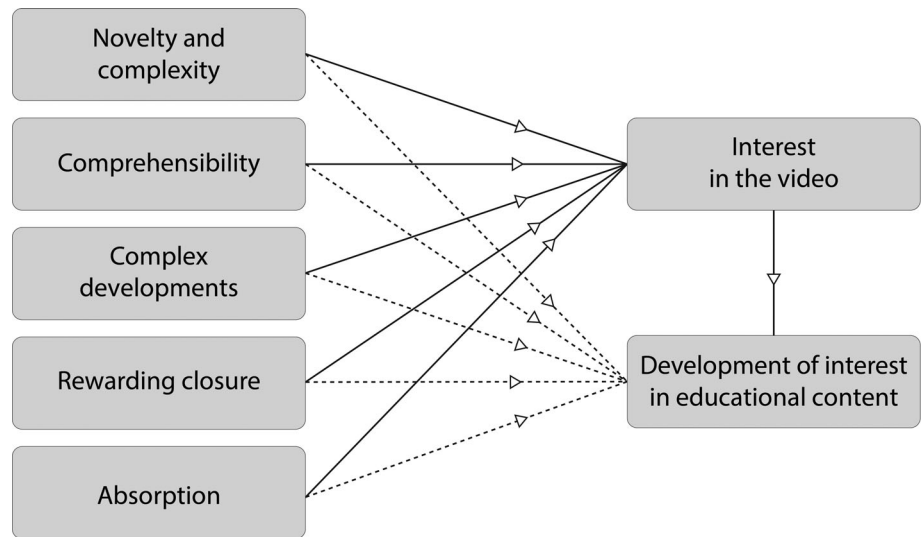 Novelty and
complexity
Comprehensibility
Complex
developments
Rewarding closure
Absorption
Interest
in the video
Development of interest
in educational content